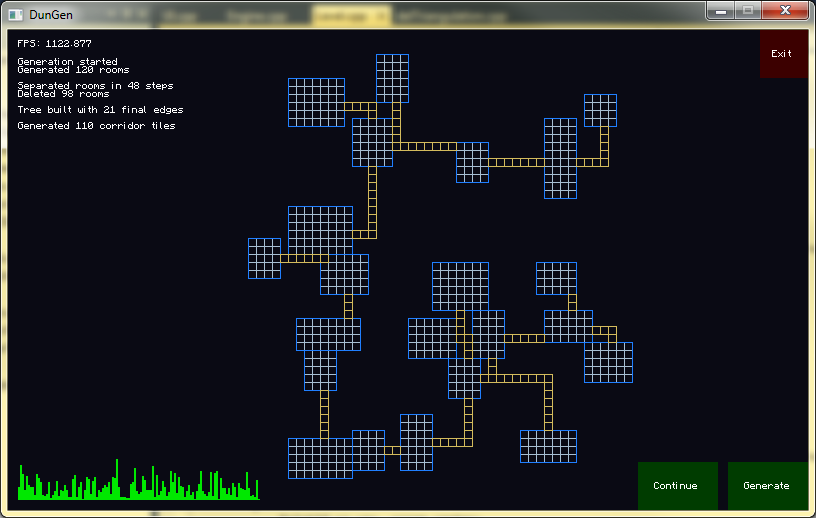 DunGen
FPS: 1122.877
Generation started
Generated 120 rooms
Separated rooms in 48 steps
Deleted 98 rooms
Tree built with 21 final edges
Generated 110 corridor tiles
Exit
Continue
Generate